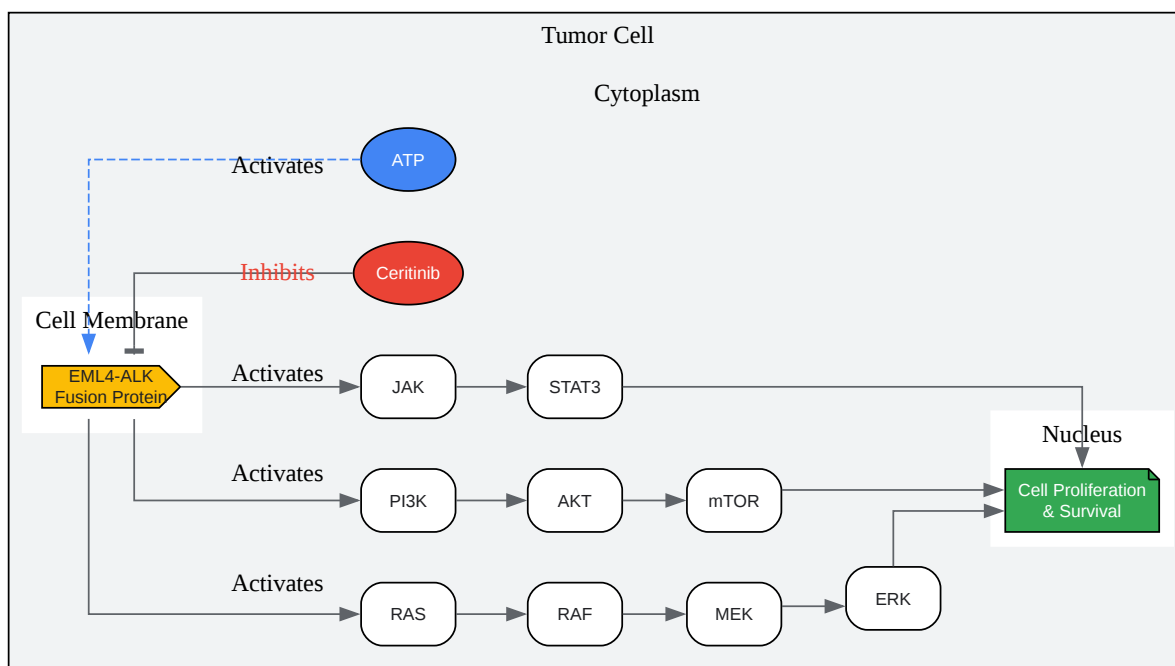 Tumor Cell
Cytoplasm
Activates
ATP
Inhibits
Ceritinib
Cell Membrane
EML4-ALK
Fusion Protein
Activates
JAK
STAT3
Nucleus
Activates
PI3K
AKT
mTOR
Cell Proliferation
& Survival
Activates
RAS
RAF
MEK
ERK